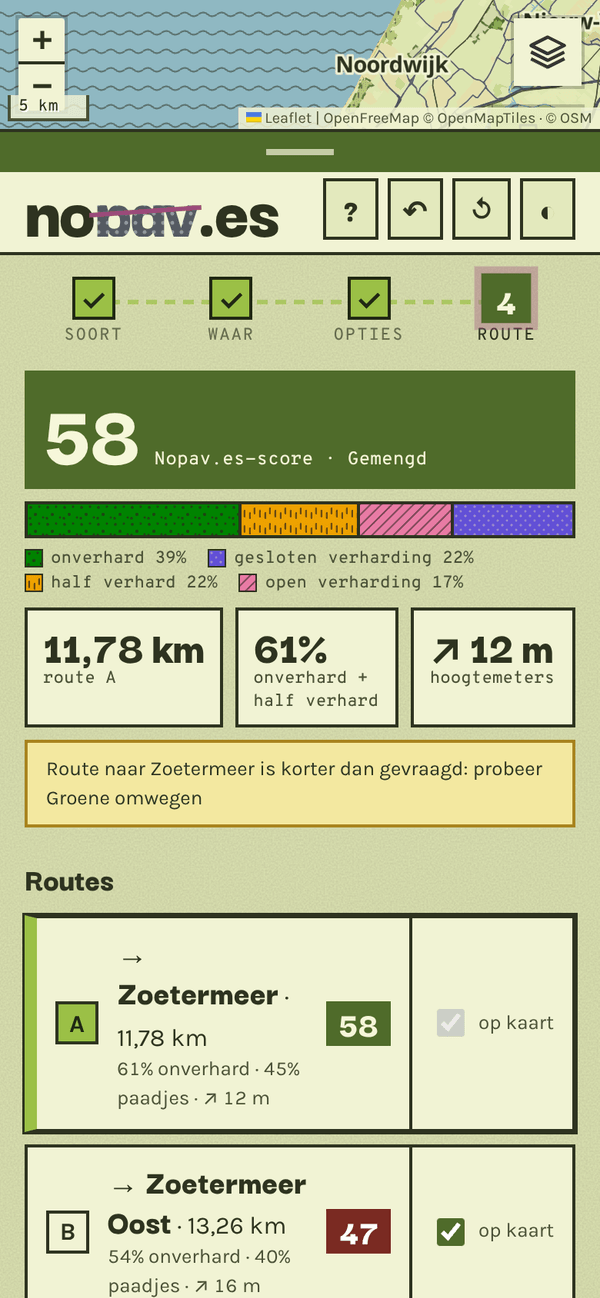 +
−
5 km
Noordwijk
Nieuw-
Leaflet | OpenFreeMap © OpenMapTiles · © OSM
nopav.es
?
SOORT
WAAR
OPTIES
4
ROUTE
58 Nopav.es-score · Gemengd
onverhard 39% gesloten verharding 22%
half verhard 22% open verharding 17%
11,78 km
route A
61%
onverhard +
half verhard
↗ 12 m
hoogtemeters
Route naar Zoetermeer is korter dan gevraagd: probeer
Groene omwegen
Routes
A
→
Zoetermeer ·
11,78 km
61% onverhard · 45%
paadjes · ↗ 12 m
58
op kaart
B
→ Zoetermeer
Oost · 13,26 km
54% onverhard · 40%
paadjes · ↗ 16 m
47
op kaart